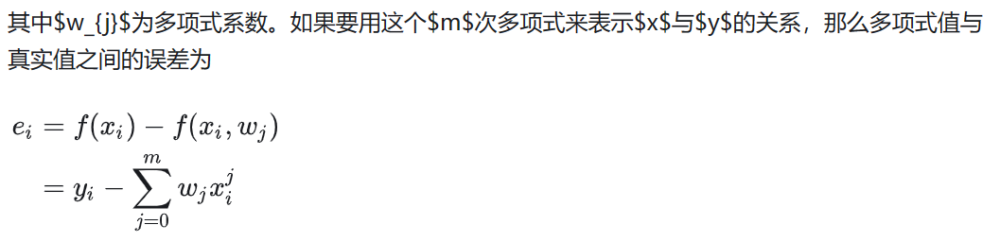 其中$w_{j}$为多项式系数。如果要用这个$m$次多项式来表示$x$与$y$的关系，那么多项式值与
真实值之间的误差为
e_i = f(x_i) − f(x_i, w_j)
= y_i − \sum_{j=0}^{m} w_j x_i^j